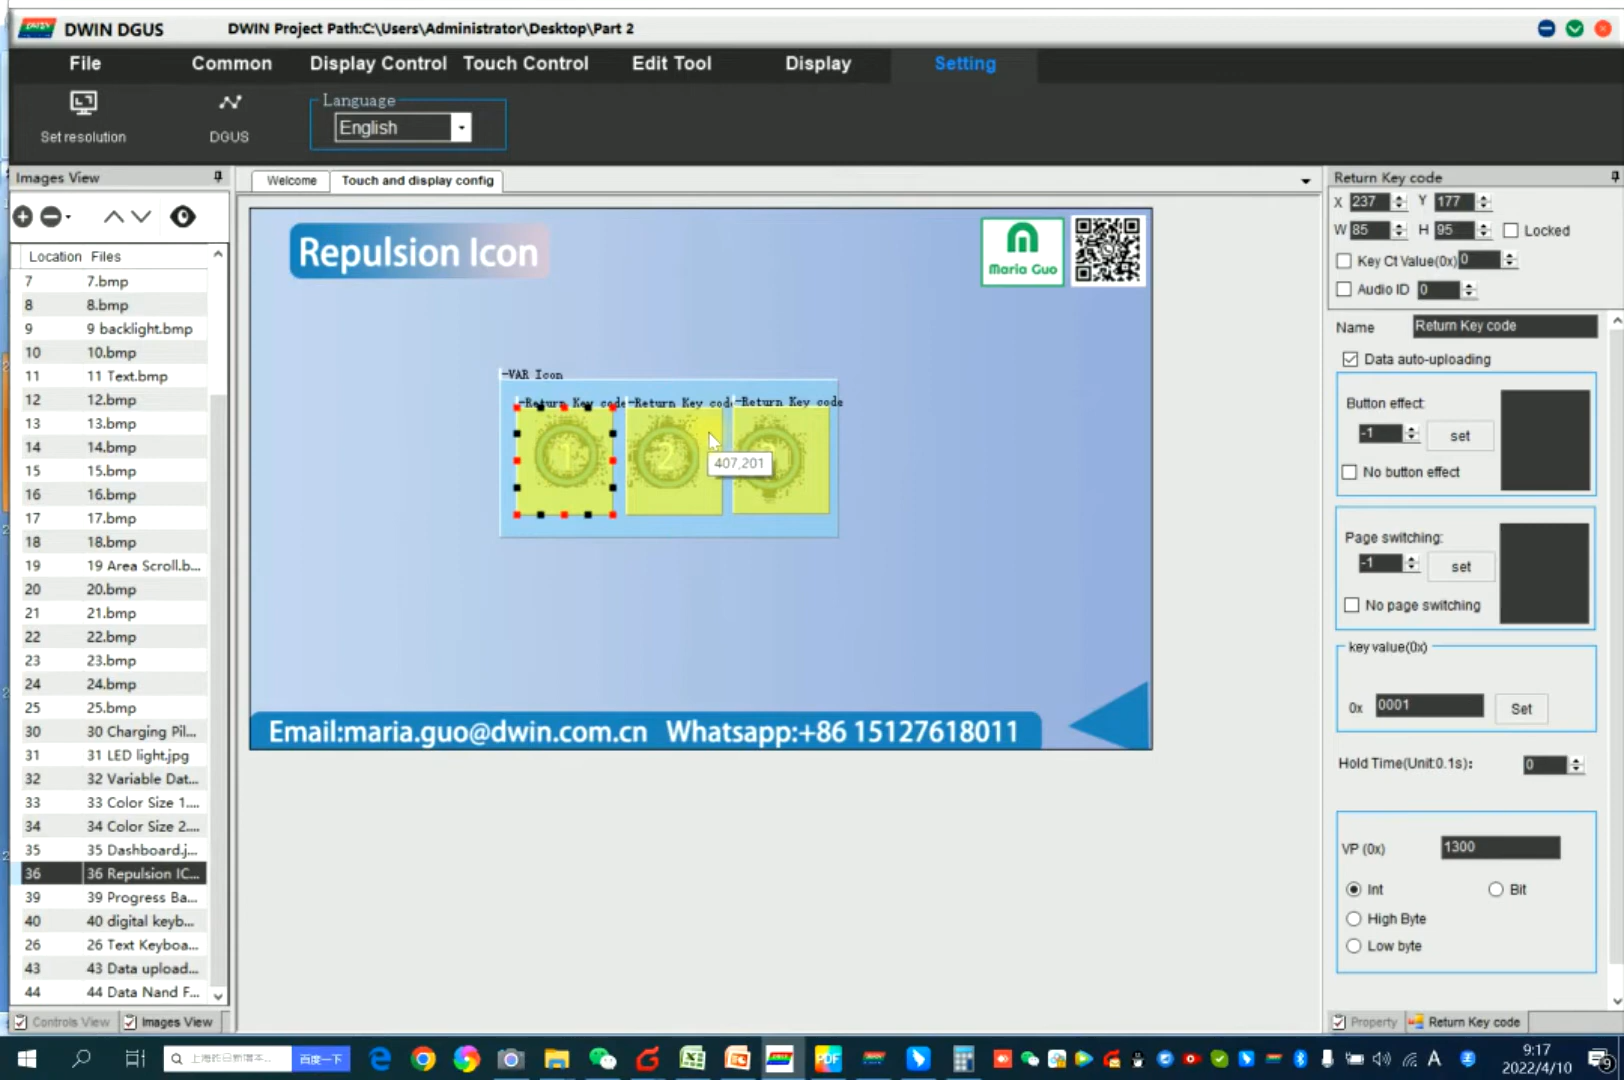 DWIN DGUS
DWIN Project Path:C:\Users\Administrator\Desktop\Part 2
File Common Display Control Touch Control Edit Tool Display Setting
Set resolution
DGUS
Language
English
Images View
Welcome
Touch and display config
Location Files
7 7.bmp
8 8.bmp
9 9 backlight.bmp
10 10.bmp
11 11 Text.bmp
12 12.bmp
13 13.bmp
14 14.bmp
15 15.bmp
16 16.bmp
17 17.bmp
18 18.bmp
19 19 Area Scroll.b...
20 20.bmp
21 21.bmp
22 22.bmp
23 23.bmp
24 24.bmp
25 25.bmp
30 30 Charging Pil...
31 31 LED light.jpg
32 32 Variable Dat...
33 33 Color Size 1....
34 34 Color Size 2....
35 35 Dashboard.j...
36 36 Repulsion IC...
39 39 Progress Ba...
40 40 digital keyb...
26 26 Text Keyboa...
43 43 Data upload...
44 44 Data Nand F...
Controls View
Images View
Repulsion Icon
Maria Guo
-VAR Icon
-Return Key code
-Return Key code
-Return Key code
1
2
407,201
Email:maria.guo@dwin.com.cn Whatsapp:+86 15127618011
Return Key code
X 237 Y 177
W 85 H 95 Locked
Key Ct Value(0x) 0
Audio ID 0
Name Return Key code
Data auto-uploading
Button effect:
-1 set
No button effect
Page switching:
-1 set
No page switching
key value(0x)
0x 0001 Set
Hold Time(Unit:0.1s): 0
VP (0x) 1300
Int Bit
High Byte
Low byte
Property
Return Key code
百度一下
PDF
A
9:17
2022/4/10
9